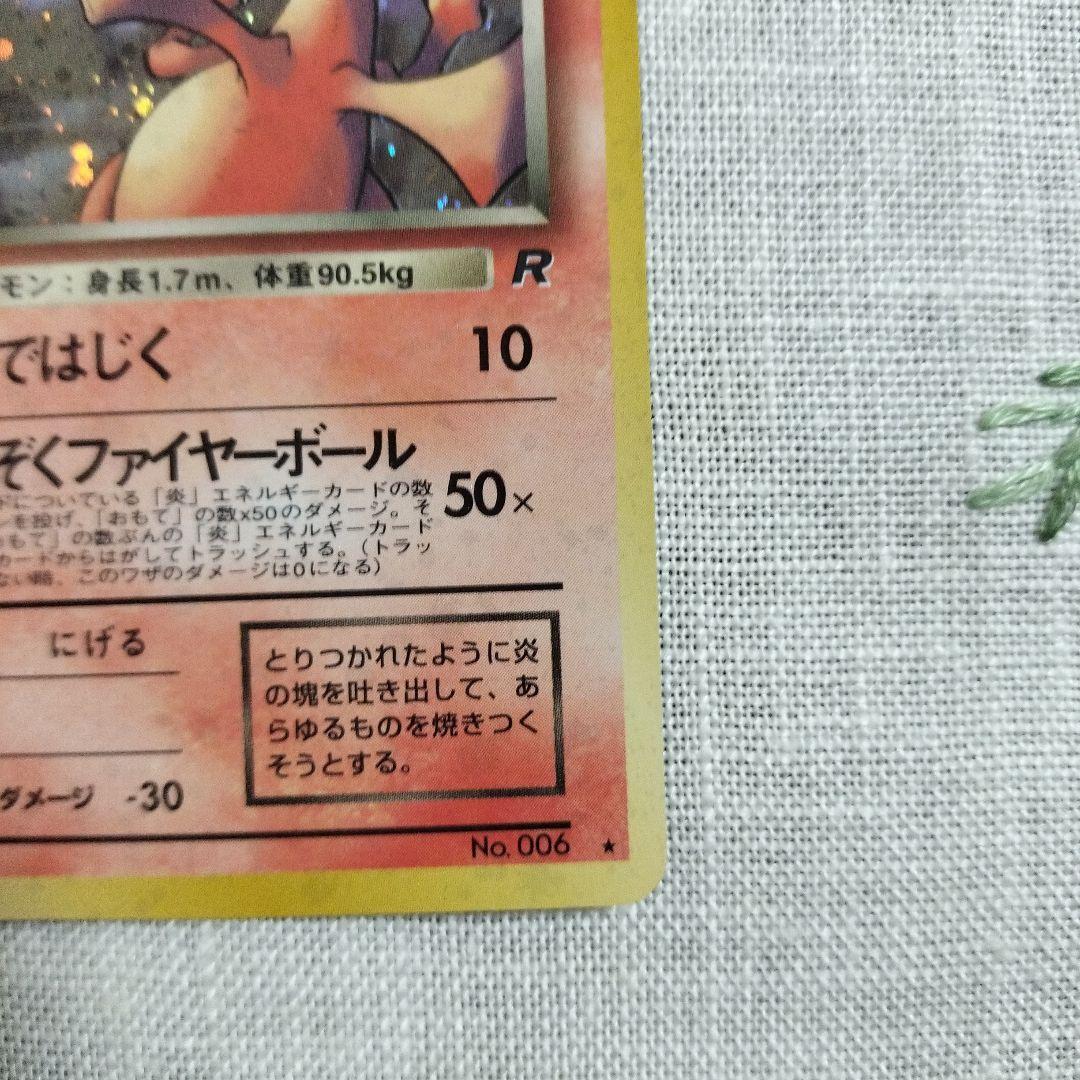 モン：身長1.7m、体重90.5kg
R
ではじく 10
ぞくファイヤーボール
50×
ドについている「炎」エネルギーカードの数
ンを投げ、「おもて」の数x50のダメージ。そ
おもて」の数ぶんの「炎」エネルギーカード
カードからはがしてトラッシュする。（トラッ
ない時、このワザのダメージは0になる）
にげる
とりつかれたように炎
の塊を吐き出して、あ
らゆるものを焼きつく
そうとする。
ダメージ -30
No. 006 ★